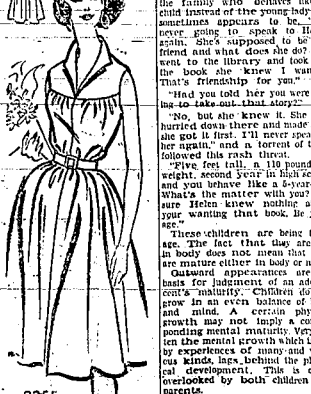 the family who behaves like
child instead of the young lady
sometimes appears to be,
never going to speak to He
again. She's supposed to be
friend and what does she do?
went to the library and took
the book she knew I wan
That's friendship for you."
"Had you told her you were
ing to take out that story?"
"No, but she knew it. She
hurried down there and made
she got it first. I'll never spea
her again," and a torrent of t
followed this rash threat.
"Five feet tall, a 110 pound
weight, second year in high sc
and you behave like a 5-year
What's the matter with you?
sure Helen knew nothing a
your wanting that book. Be y
age."
These children are being th
age. The fact that they are
in body does not mean that
are mature either in body or m
Outward appearances are
basis for judgment of an ado
cent's maturity. Children do
grow in an even balance of
and mind. A certain phy
growth may not imply a co
ponding mental maturity. Ver
ten the mental growth which i
by experiences of many and v
ous kinds, lags behind the ph
cal development. This is o
overlooked by both children
parents.